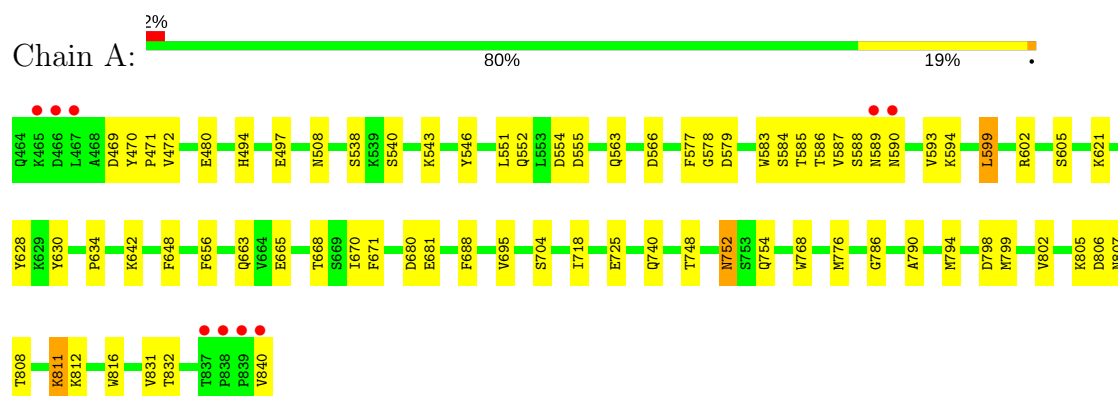 2%
Chain A:
80% 19% •
Q464 K465 D466 L467 A468 D469 Y470 P471 V472 E480 H494 E497 N508 S538 K539 S540 K543 Y546 L551 Q552 L553 D554 D555 Q563 D566 F577 G578 D579 W583 S584 T585 T586 V587 S588 N589 N590 V593 K594 L599 R602 S605 K621
Y628 K629 Y630 P634 K642 F648 F656 Q663 V664 E665 T668 S669 I670 F671 D680 E681 F688 V695 S704 I718 E725 Q740 T748 N752 S753 Q754 W768 M776 G786 A790 M794 D798 M799 V802 K805 D806 N807
T808 K811 K812 W816 V831 T832 T837 P838 P839 V840